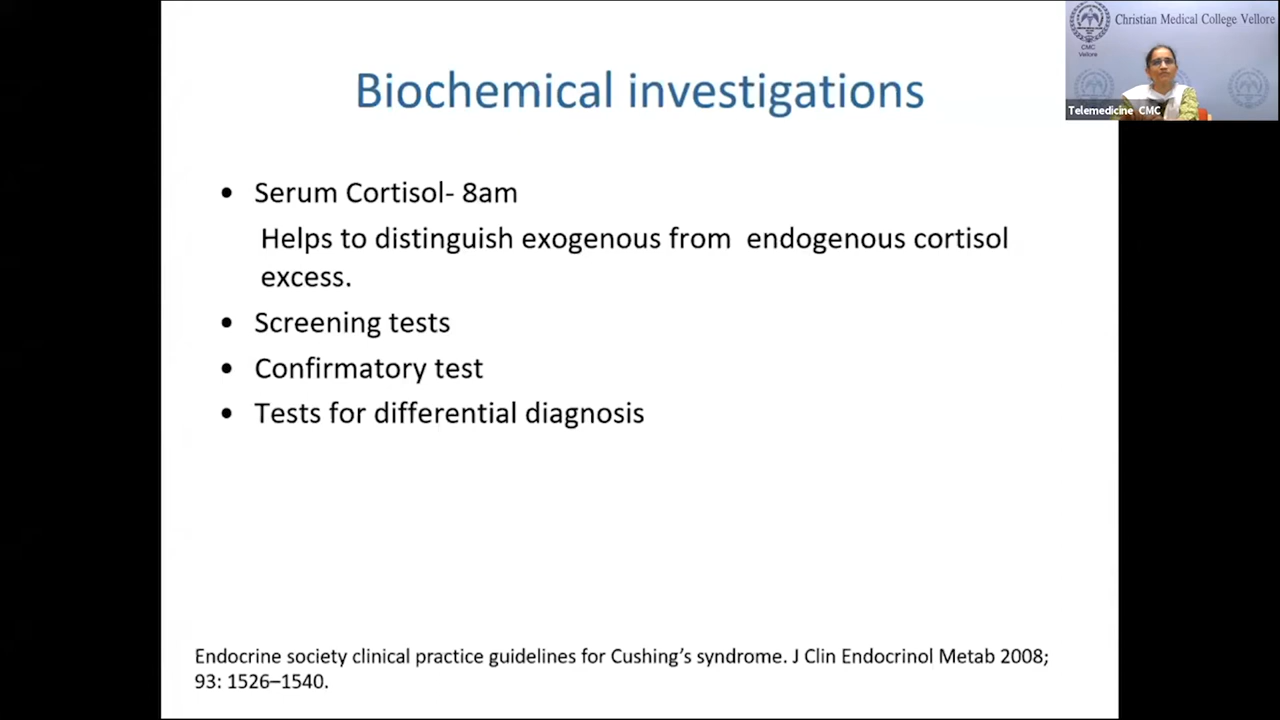 Biochemical investigations
• Serum Cortisol- 8am
Helps to distinguish exogenous from endogenous cortisol
excess.
• Screening tests
• Confirmatory test
• Tests for differential diagnosis
Endocrine society clinical practice guidelines for Cushing’s syndrome. J Clin Endocrinol Metab 2008;
93: 1526–1540.
Christian Medical College Vellore
CMC
Vellore
Telemedicine CMC